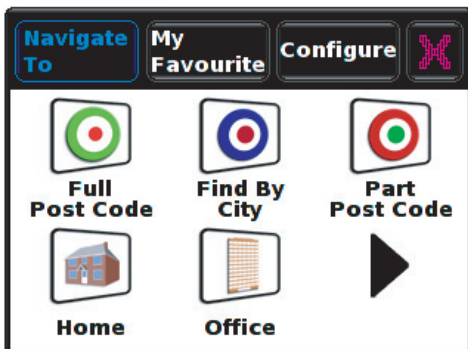 Navigate
To
My
Favourite
Configure
Full
Post Code
Find By
City
Part
Post Code
Home
Office